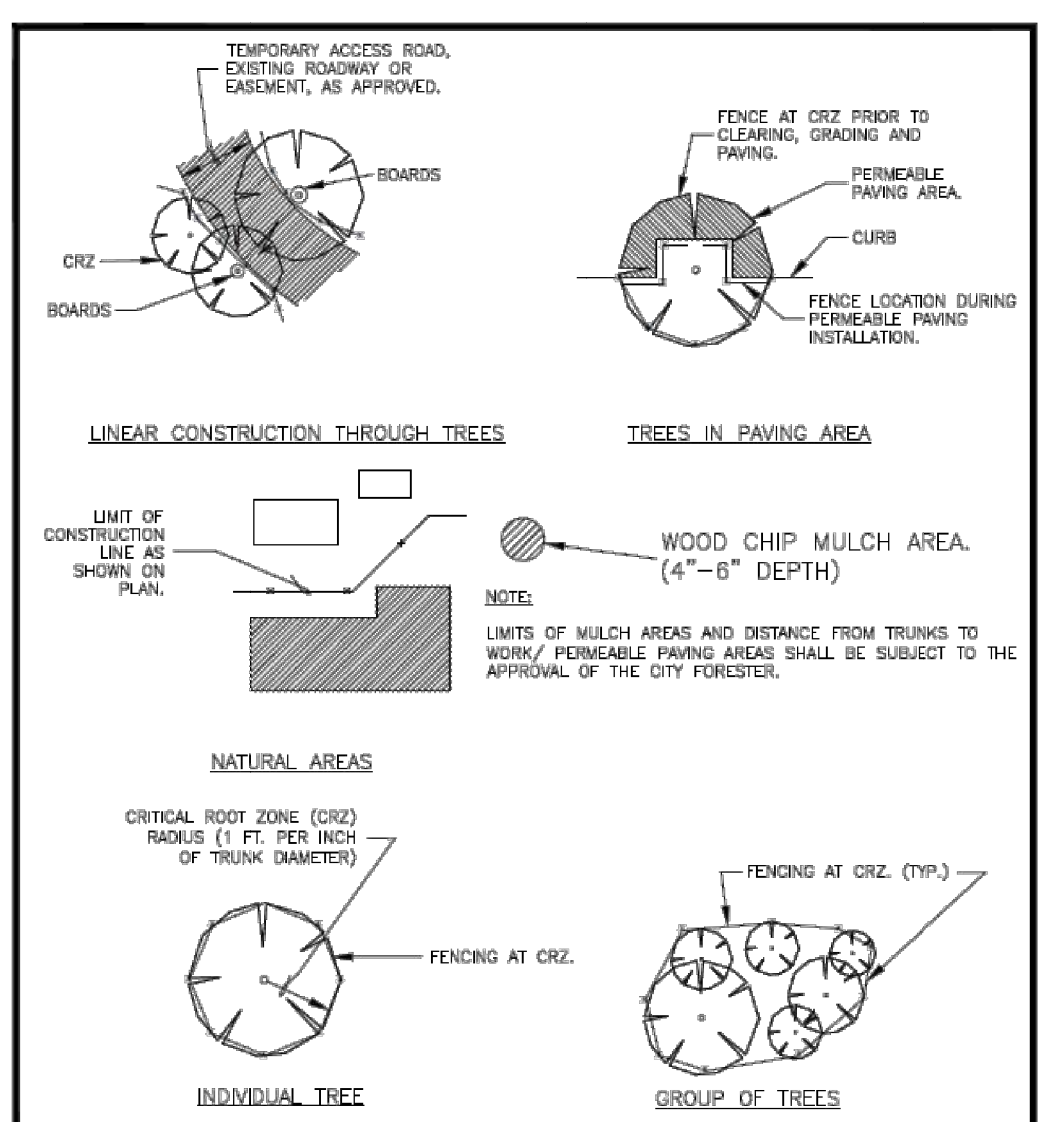 TEMPORARY ACCESS ROAD,
EXISTING ROADWAY OR
EASEMENT, AS APPROVED.
BOARDS
CRZ
BOARDS
LINEAR CONSTRUCTION THROUGH TREES
FENCE AT CRZ PRIOR TO
CLEARING, GRADING AND
PAVING.
PERMEABLE
PAVING AREA.
CURB
FENCE LOCATION DURING
PERMEABLE PAVING
INSTALLATION.
TREES IN PAVING AREA
LIMIT OF
CONSTRUCTION
LINE AS
SHOWN ON
PLAN.
NATURAL AREAS
WOOD CHIP MULCH AREA.
(4"-6" DEPTH)
NOTE:
LIMITS OF MULCH AREAS AND DISTANCE FROM TRUNKS TO
WORK/ PERMEABLE PAVING AREAS SHALL BE SUBJECT TO THE
APPROVAL OF THE CITY FORESTER.
CRITICAL ROOT ZONE (CRZ)
RADIUS (1 FT. PER INCH
OF TRUNK DIAMETER)
FENCING AT CRZ.
INDIVIDUAL TREE
FENCING AT CRZ. (TYP.)
GROUP OF TREES